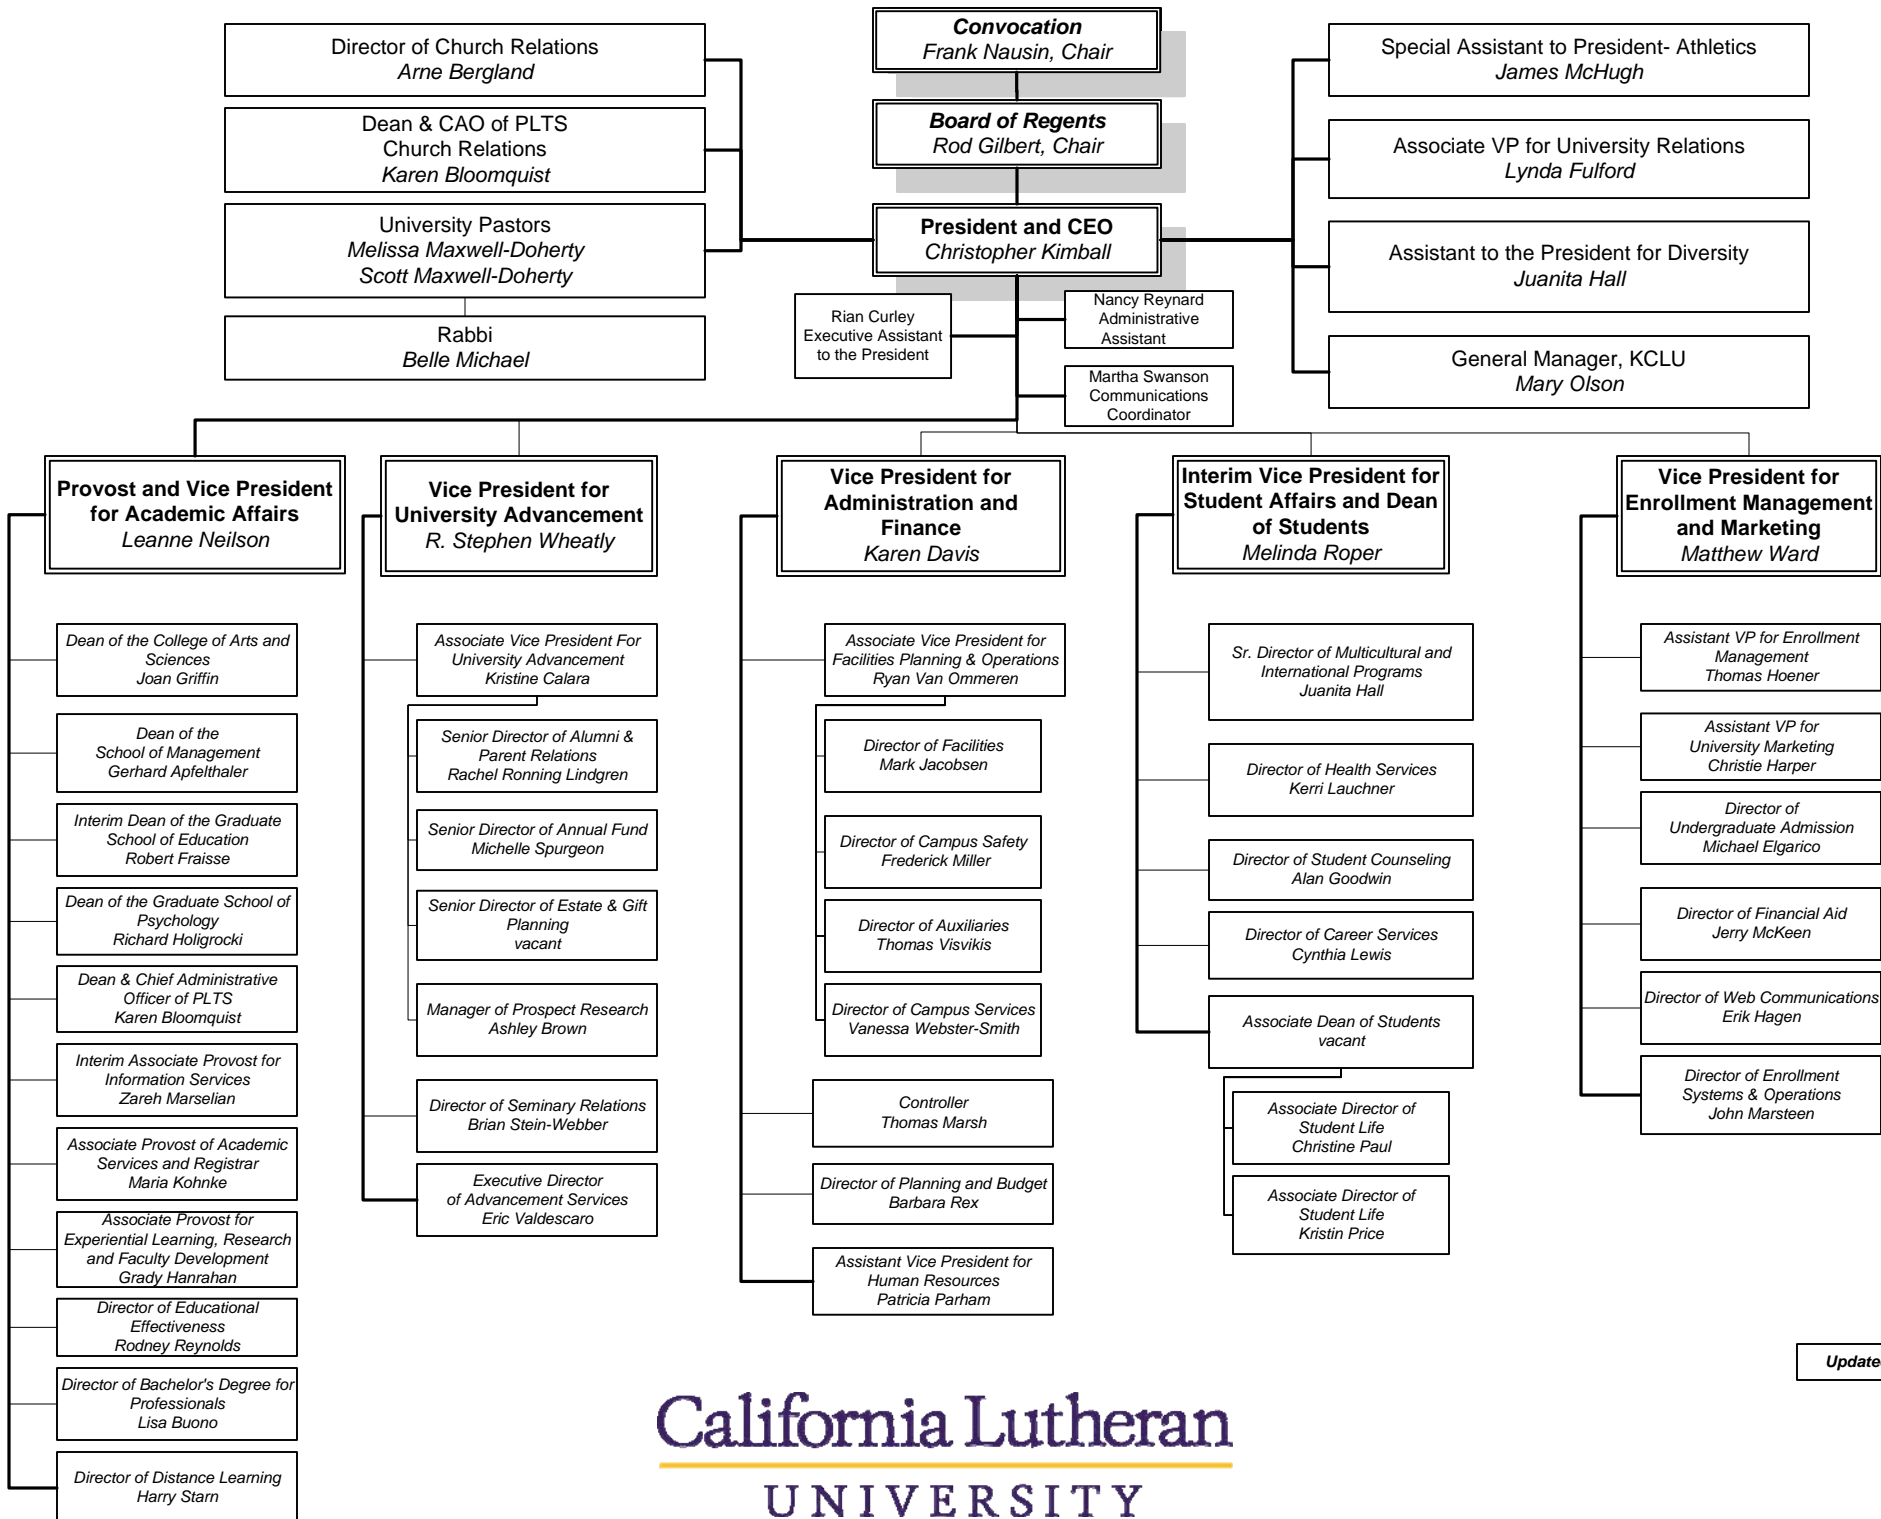 Convocation
Frank Nausin, Chair
Board of Regents
Rod Gilbert, Chair
President and CEO
Christopher Kimball
Director of Church Relations
Arne Bergland
Dean & CAO of PLTS
Church Relations
Karen Bloomquist
University Pastors
Melissa Maxwell-Doherty
Scott Maxwell-Doherty
Rabbi
Belle Michael
Special Assistant to President- Athletics
James McHugh
Associate VP for University Relations
Lynda Fulford
Assistant to the President for Diversity
Juanita Hall
General Manager, KCLU
Mary Olson
Rian Curley
Executive Assistant
to the President
Nancy Reynard
Administrative
Assistant
Martha Swanson
Communications
Coordinator
Provost and Vice President
for Academic Affairs
Leanne Neilson
Dean of the College of Arts and
Sciences
Joan Griffin
Dean of the
School of Management
Gerhard Apfelthaler
Interim Dean of the Graduate
School of Education
Robert Fraisse
Dean of the Graduate School of
Psychology
Richard Holigrocki
Dean & Chief Administrative
Officer of PLTS
Karen Bloomquist
Interim Associate Provost for
Information Services
Zareh Marselian
Associate Provost of Academic
Services and Registrar
Maria Kohnke
Associate Provost for
Experiential Learning, Research
and Faculty Development
Grady Hanrahan
Director of Educational
Effectiveness
Rodney Reynolds
Director of Bachelor's Degree for
Professionals
Lisa Buono
Director of Distance Learning
Harry Starn
Vice President for
University Advancement
R. Stephen Wheatly
Associate Vice President For
University Advancement
Kristine Calara
Senior Director of Alumni &
Parent Relations
Rachel Ronning Lindgren
Senior Director of Annual Fund
Michelle Spurgeon
Senior Director of Estate & Gift
Planning
vacant
Manager of Prospect Research
Ashley Brown
Director of Seminary Relations
Brian Stein-Webber
Executive Director
of Advancement Services
Eric Valdescaro
Vice President for
Administration and
Finance
Karen Davis
Associate Vice President for
Facilities Planning & Operations
Ryan Van Ommeren
Director of Facilities
Mark Jacobsen
Director of Campus Safety
Frederick Miller
Director of Auxiliaries
Thomas Visvikis
Director of Campus Services
Vanessa Webster-Smith
Controller
Thomas Marsh
Director of Planning and Budget
Barbara Rex
Assistant Vice President for
Human Resources
Patricia Parham
Interim Vice President for
Student Affairs and Dean
of Students
Melinda Roper
Sr. Director of Multicultural and
International Programs
Juanita Hall
Director of Health Services
Kerri Lauchner
Director of Student Counseling
Alan Goodwin
Director of Career Services
Cynthia Lewis
Associate Dean of Students
vacant
Associate Director of
Student Life
Christine Paul
Associate Director of
Student Life
Kristin Price
Vice President for
Enrollment Management
and Marketing
Matthew Ward
Assistant VP for Enrollment
Management
Thomas Hoener
Assistant VP for
University Marketing
Christie Harper
Director of
Undergraduate Admission
Michael Elgarico
Director of Financial Aid
Jerry McKeen
Director of Web Communications
Erik Hagen
Director of Enrollment
Systems & Operations
John Marsteen
California Lutheran
UNIVERSITY